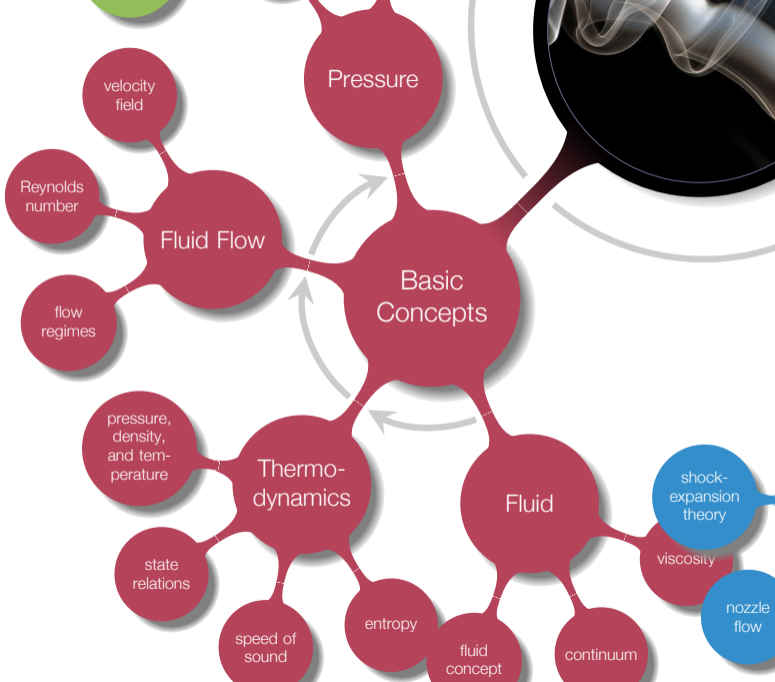 Pressure
velocity
field
Reynolds
number
Fluid Flow
flow
regimes
Basic
Concepts
pressure,
density,
and tem-
perature
Thermo-
dynamics
state
relations
speed of
sound
entropy
Fluid
fluid
concept
continuum
viscosity
shock-
expansion
theory
nozzle
flow